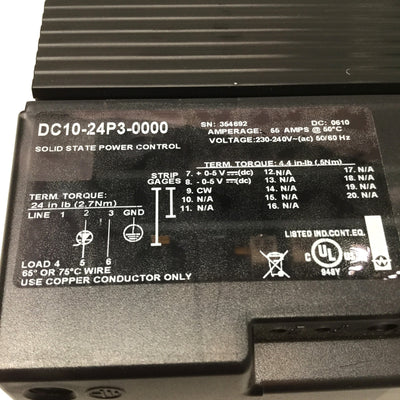 DC10-24P3-0000
SOLID STATE POWER CONTROL
SN: 354692 DC: 0610
AMPERAGE: 55 AMPS @ 50°C
VOLTAGE:230-240V~(ac) 50/60 Hz
TERM. TORQUE: 4.4 in-lb (.5Nm)
STRIP GAGES
7. + 0-5 V (dc)
8. - 0-5 V (dc)
9. CW
10. N/A
11. N/A
12. N/A
13. N/A
14. N/A
15. N/A
16. N/A
17. N/A
18. N/A
19. N/A
20. N/A
TERM. TORQUE:
24 in lb (2.7Nm)
LINE 1 2 3 GND
LOAD 4 5 6
65° OR 75°C WIRE
USE COPPER CONDUCTOR ONLY
LISTED IND.CONT.EQ.
C UL US
948Y